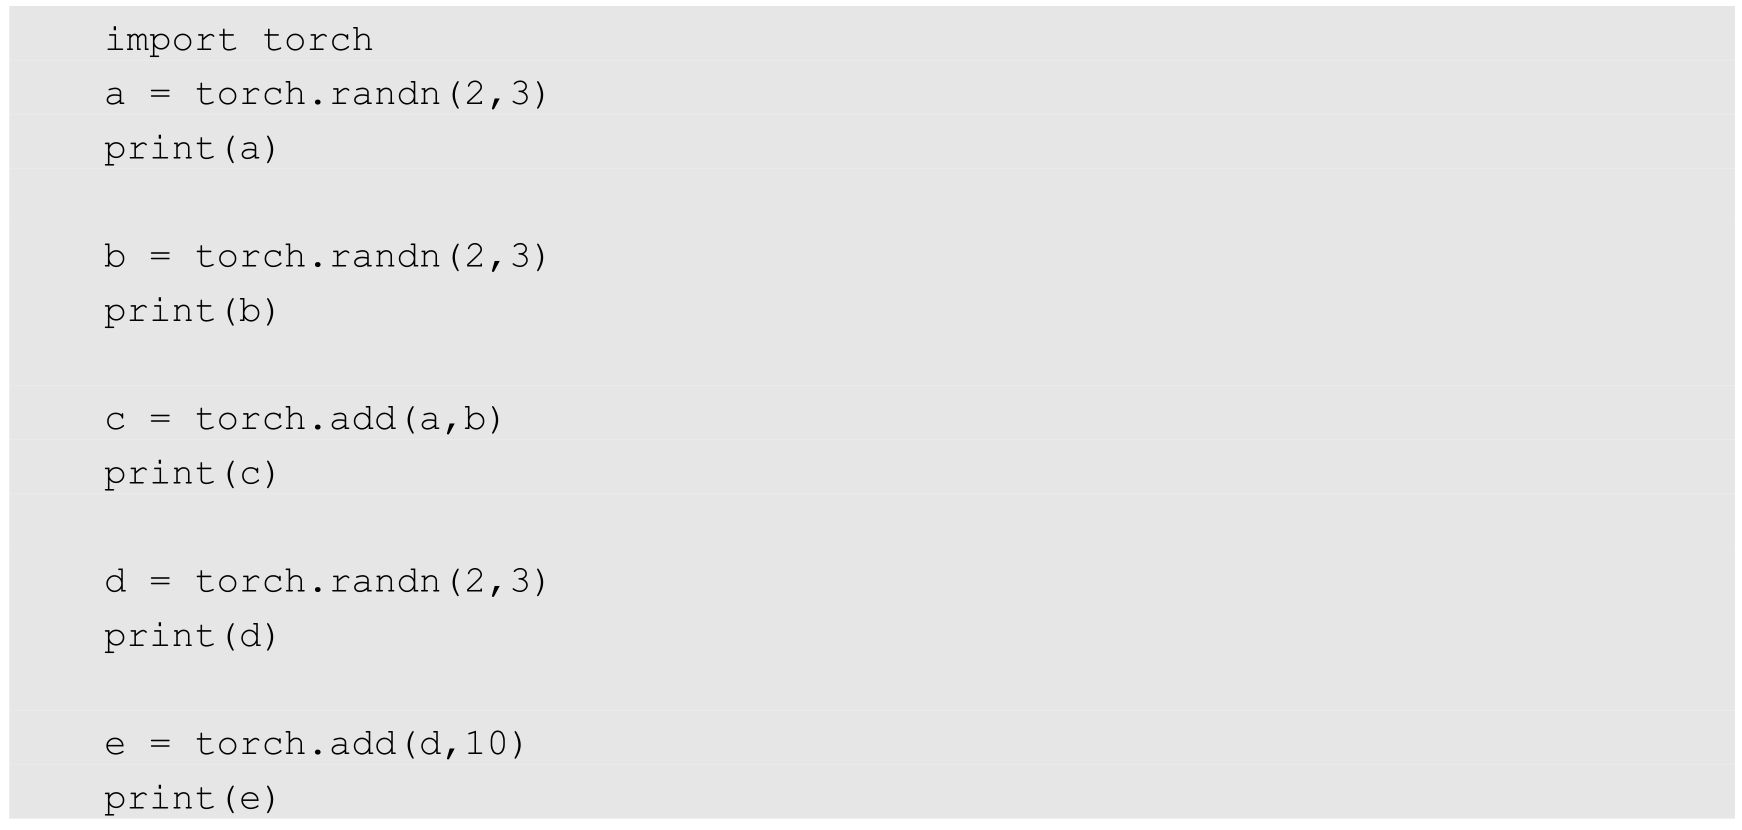 import torch
a = torch.randn(2,3)
print(a)
b = torch.randn(2,3)
print(b)
c = torch.add(a,b)
print(c)
d = torch.randn(2,3)
print(d)
e = torch.add(d,10)
print(e)